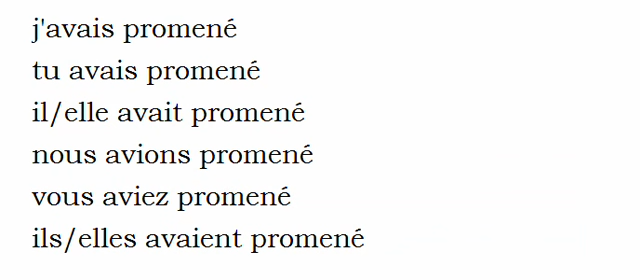 j'avais promené
tu avais promené
il/elle avait promené
nous avions promené
vous aviez promené
ils/elles avaient promené